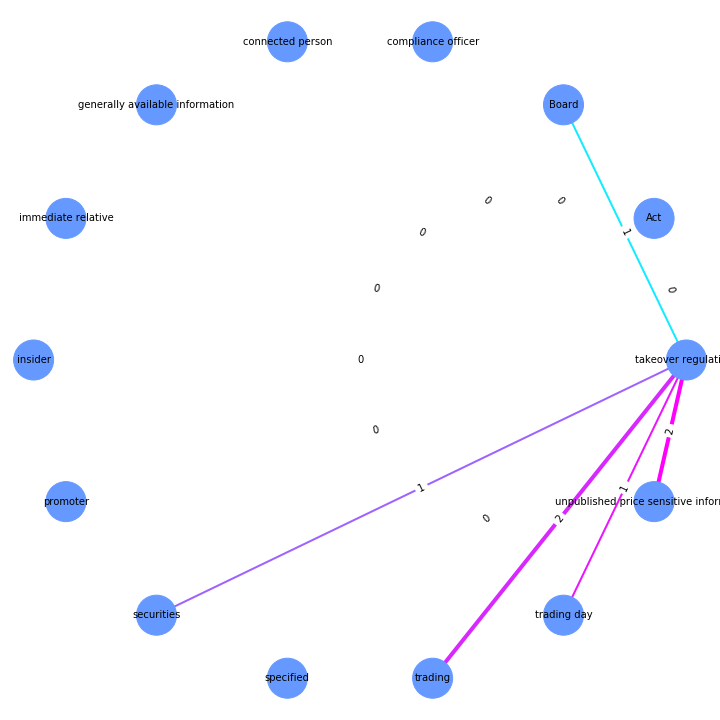 connected person
compliance officer
generally available information
Board
0
0
immediate relative
Act
0
1
0
0
insider
0
takeover regulati
0
2
promoter
1
1
unpublished price sensitive inforn
0
2
securities
trading day
specified
trading